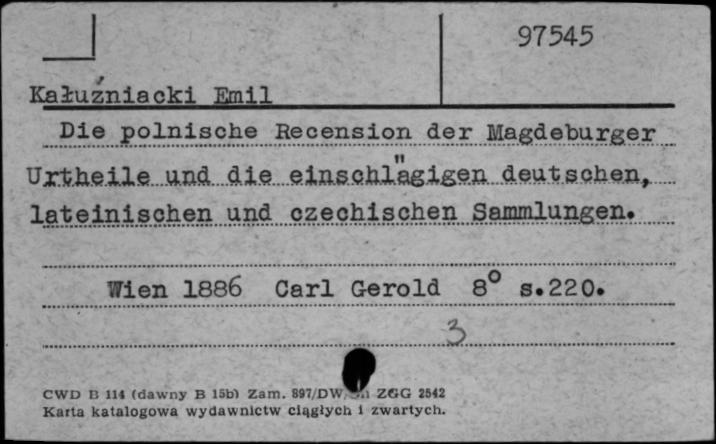 97545
Kałuźniacki Emil
Die polnische Recension der Magdeburger
Urtheile und die einschlägigen deutschen,
lateinischen und czechischen Sammlungen.
Wien 1886 Carl Gerold 8° s.220.
3
CWD B 114 (dawny B 15b) Zam. 897/DW ZGG 2542
Karta katalogowa wydawnictw ciągłych i zwartych.